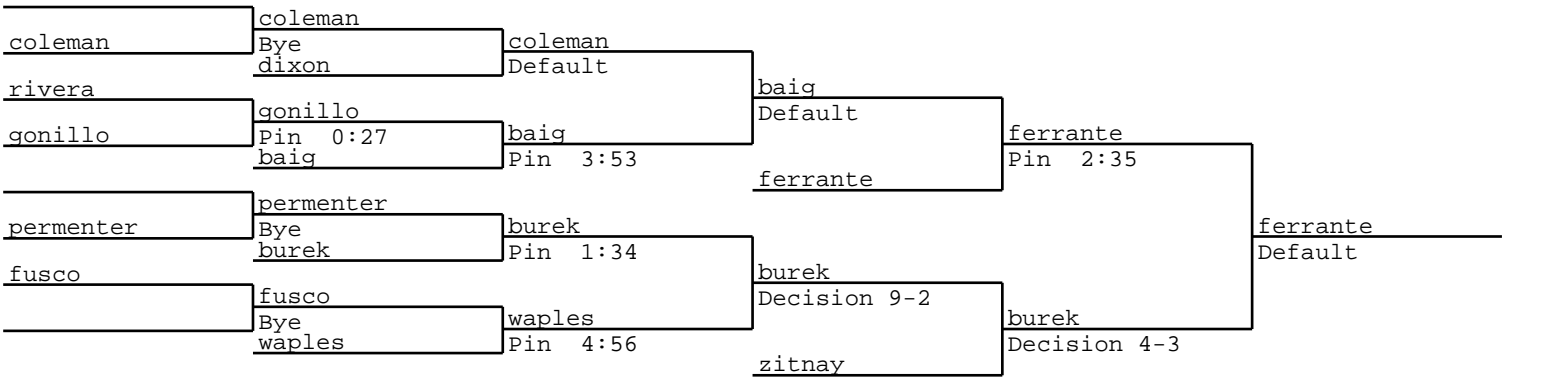 coleman
coleman
Bye
dixon
coleman
Default
rivera
gonillo
gonillo
Pin 0:27
baig
baig
Pin 3:53
baig
Default
ferrante
ferrante
Pin 2:35
permenter
permenter
Bye
burek
burek
Pin 1:34
fusco
fusco
Bye
waples
waples
Pin 4:56
burek
Decision 9-2
zitnay
burek
Decision 4-3
ferrante
Default